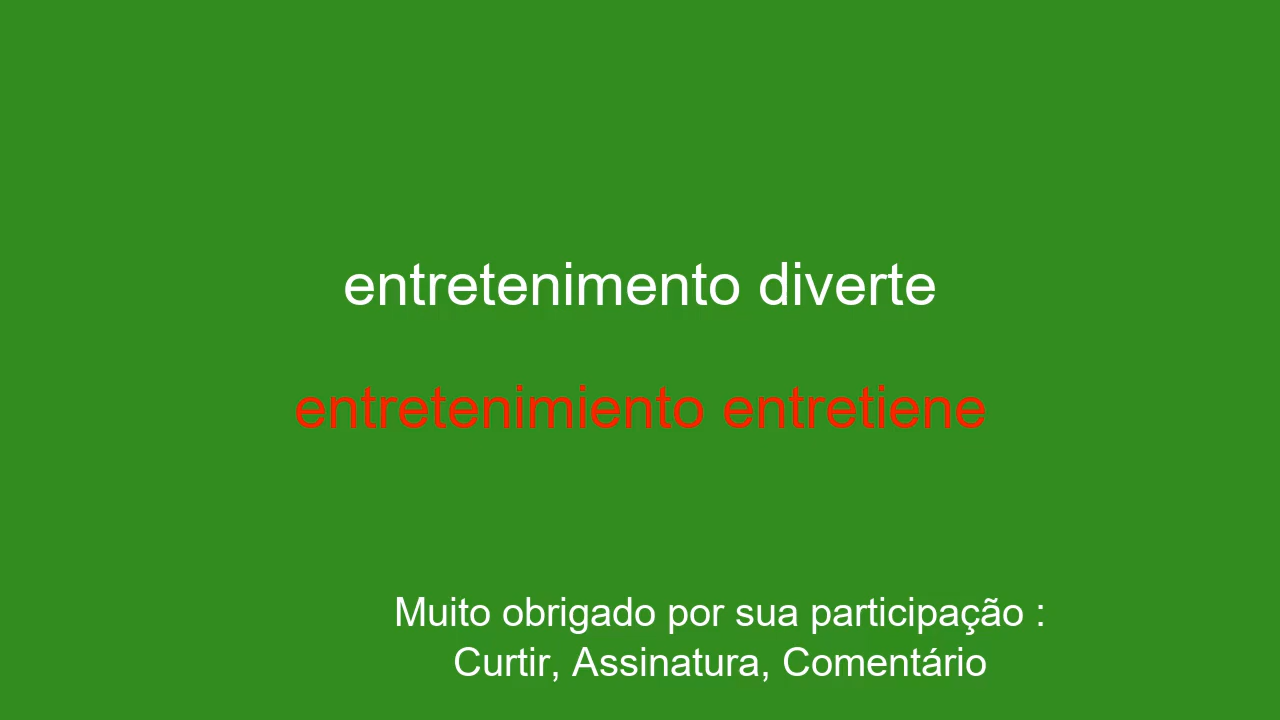 entretenimento diverte
entretenimiento entretiene
Muito obrigado por sua participação :
Curtir, Assinatura, Comentário